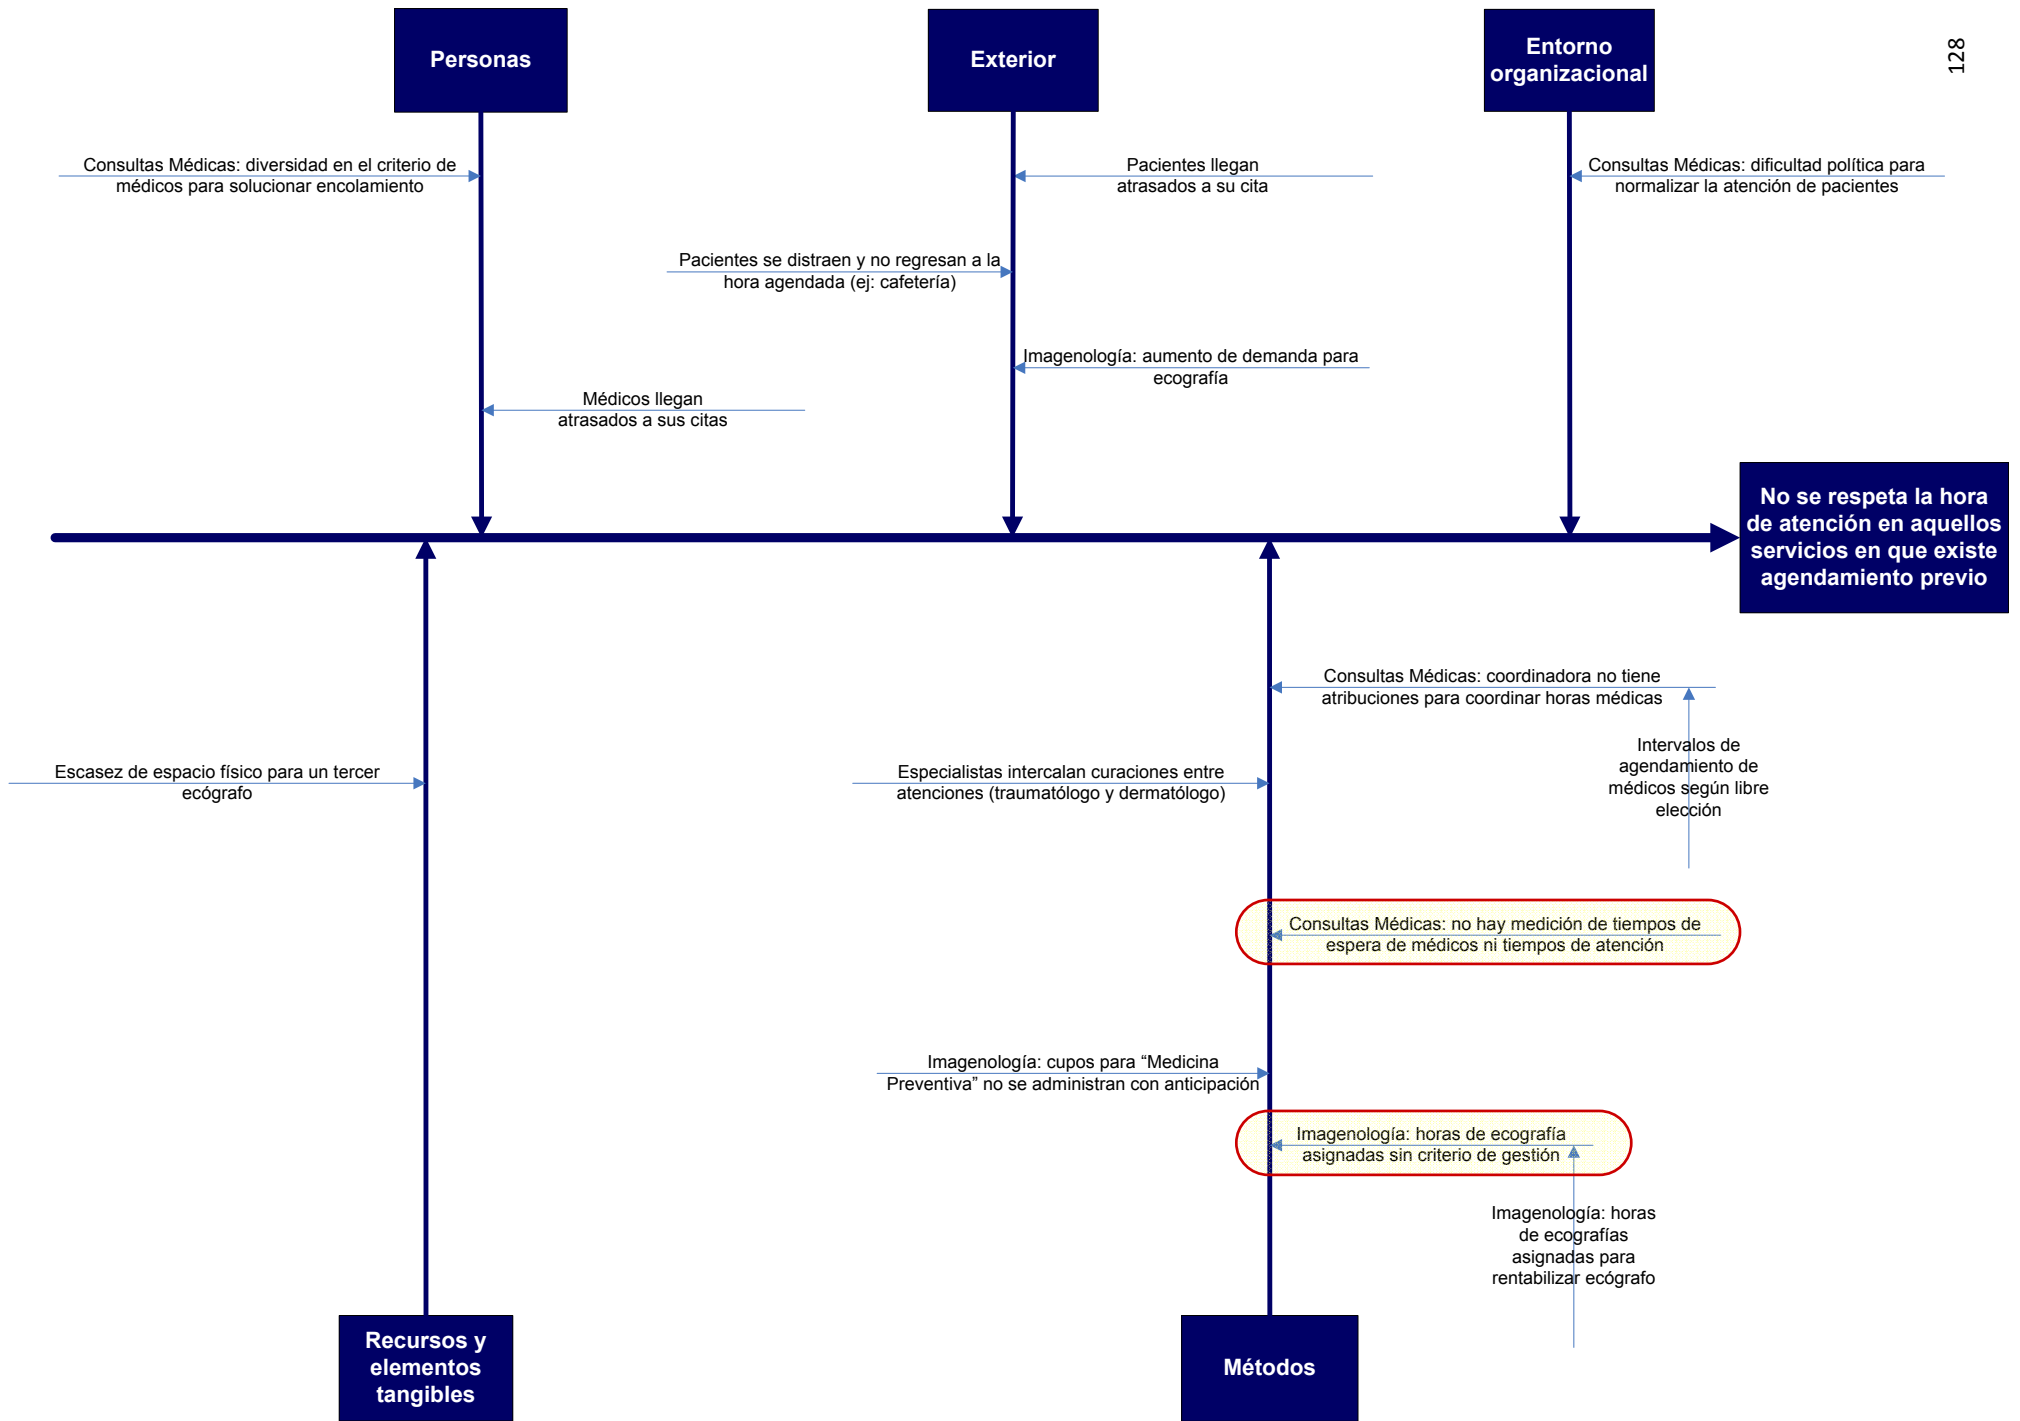 Personas
Exterior
Entorno
organizacional
128
Consultas Médicas: diversidad en el criterio de
médicos para solucionar encolamiento
Pacientes llegan
atrasados a su cita
Consultas Médicas: dificultad política para
normalizar la atención de pacientes
Pacientes se distraen y no regresan a la
hora agendada (ej: cafetería)
Imagenología: aumento de demanda para
ecografía
Médicos llegan
atrasados a sus citas
No se respeta la hora
de atención en aquellos
servicios en que existe
agendamiento previo
Consultas Médicas: coordinadora no tiene
atribuciones para coordinar horas médicas
Intervalos de
agendamiento de
médicos según libre
elección
Escasez de espacio físico para un tercer
ecógrafo
Especialistas intercalan curaciones entre
atenciones (traumatólogo y dermatólogo)
Consultas Médicas: no hay medición de tiempos de
espera de médicos ni tiempos de atención
Imagenología: cupos para “Medicina
Preventiva” no se administran con anticipación
Imagenología: horas de ecografía
asignadas sin criterio de gestión
Imagenología: horas
de ecografías
asignadas para
rentabilizar ecógrafo
Recursos y
elementos
tangibles
Métodos